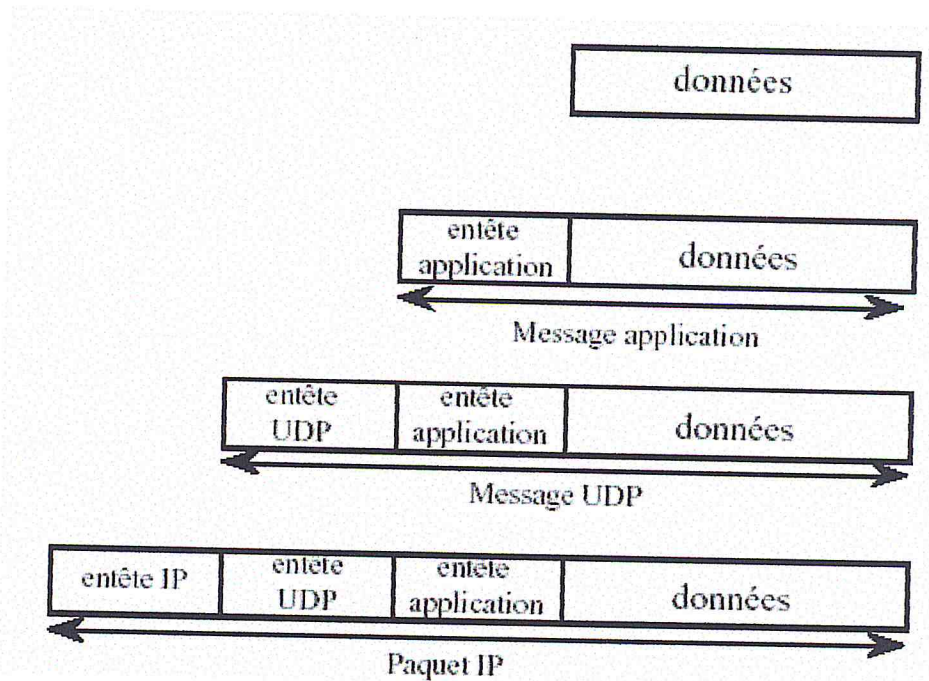 données
entête
application
données
Message application
entête
UDP
entête
application
données
Message UDP
entête IP
entête
UDP
entête
application
données
Paquet IP